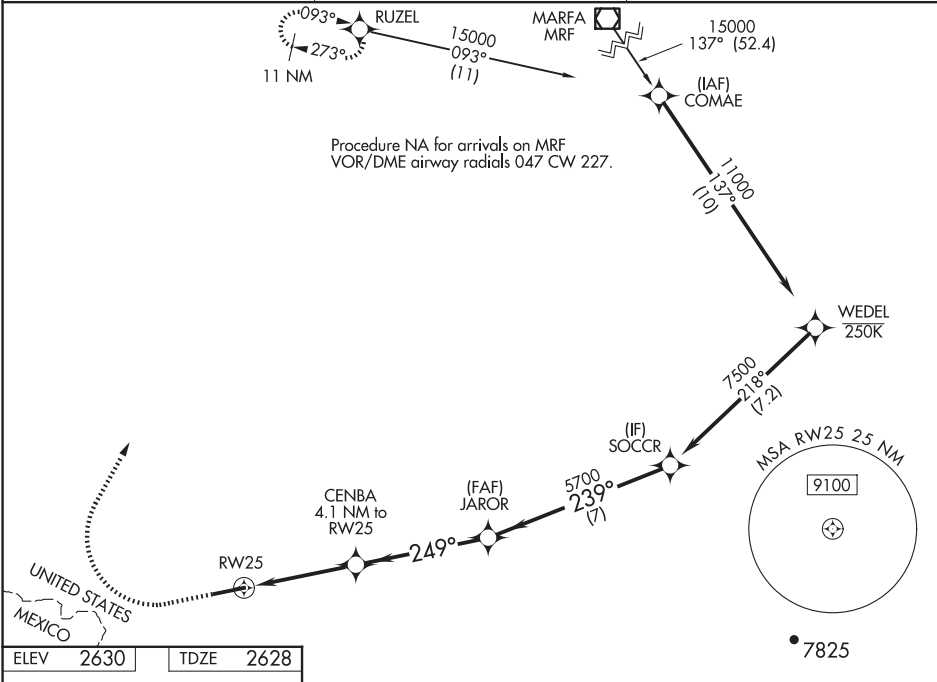 093°
RUZEL
273°
11 NM
15000
093°
(11)
MARFA
MRF
15000
137° (52.4)
(IAF)
COMAE
Procedure NA for arrivals on MRF
VOR/DME airway radials 047 CW 227.
11000
137°
(10)
WEDEL
250K
7500
218°
(7.2)
(IF)
SOCCR
MSA RW25 25 NM
9100
5700
239°
(7)
(FAF)
JAROR
CENBA
4.1 NM to
RW25
249°
RW25
UNITED STATES
MEXICO
7825
ELEV 2630
TDZE 2628